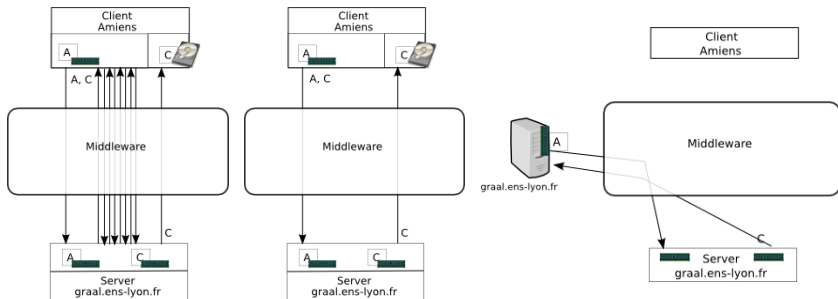 Client
Amiens
A
C
A, C
Middleware
C
A
C
Server
graal.ens-lyon.fr
Client
Amiens
A
C
A, C
Middleware
C
A
C
Server
graal.ens-lyon.fr
Client
Amiens
A
Middleware
graal.ens-lyon.fr
C
Server
graal.ens-lyon.fr